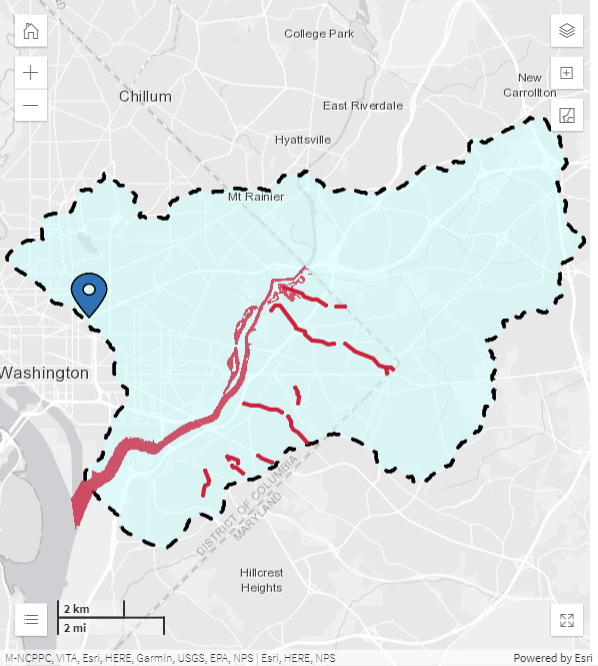 College Park
New
Carrollton
Chillum
East Riverdale
Hyattsville
Mt Rainier
Washington
DISTRICT OF COLUMBIA
MARYLAND
Hillcrest
Heights
2 km
2 mi
M-NCPPC, VITA, Esri, HERE, Garmin, USGS, EPA, NPS | Esri, HERE, NPS
Powered by Esri